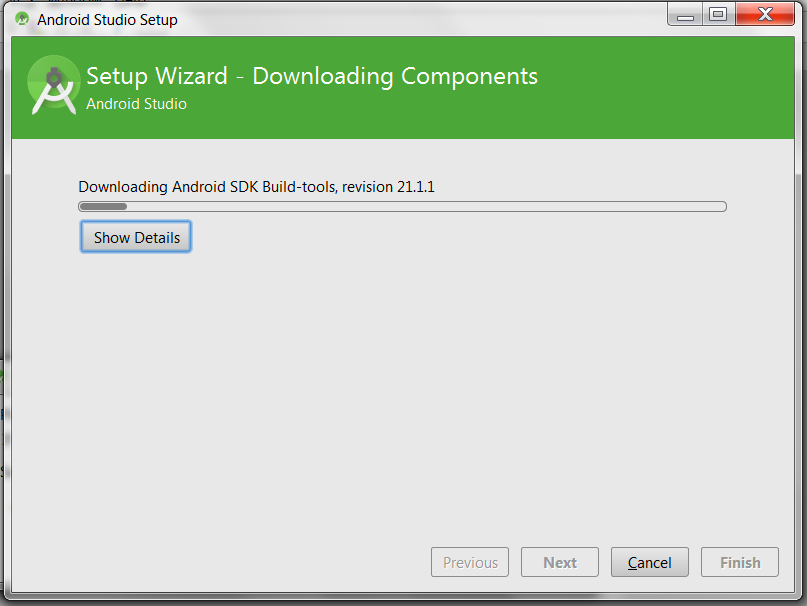 Android Studio Setup
Setup Wizard - Downloading Components
Android Studio
Downloading Android SDK Build-tools, revision 21.1.1
Show Details
Previous Next Cancel Finish